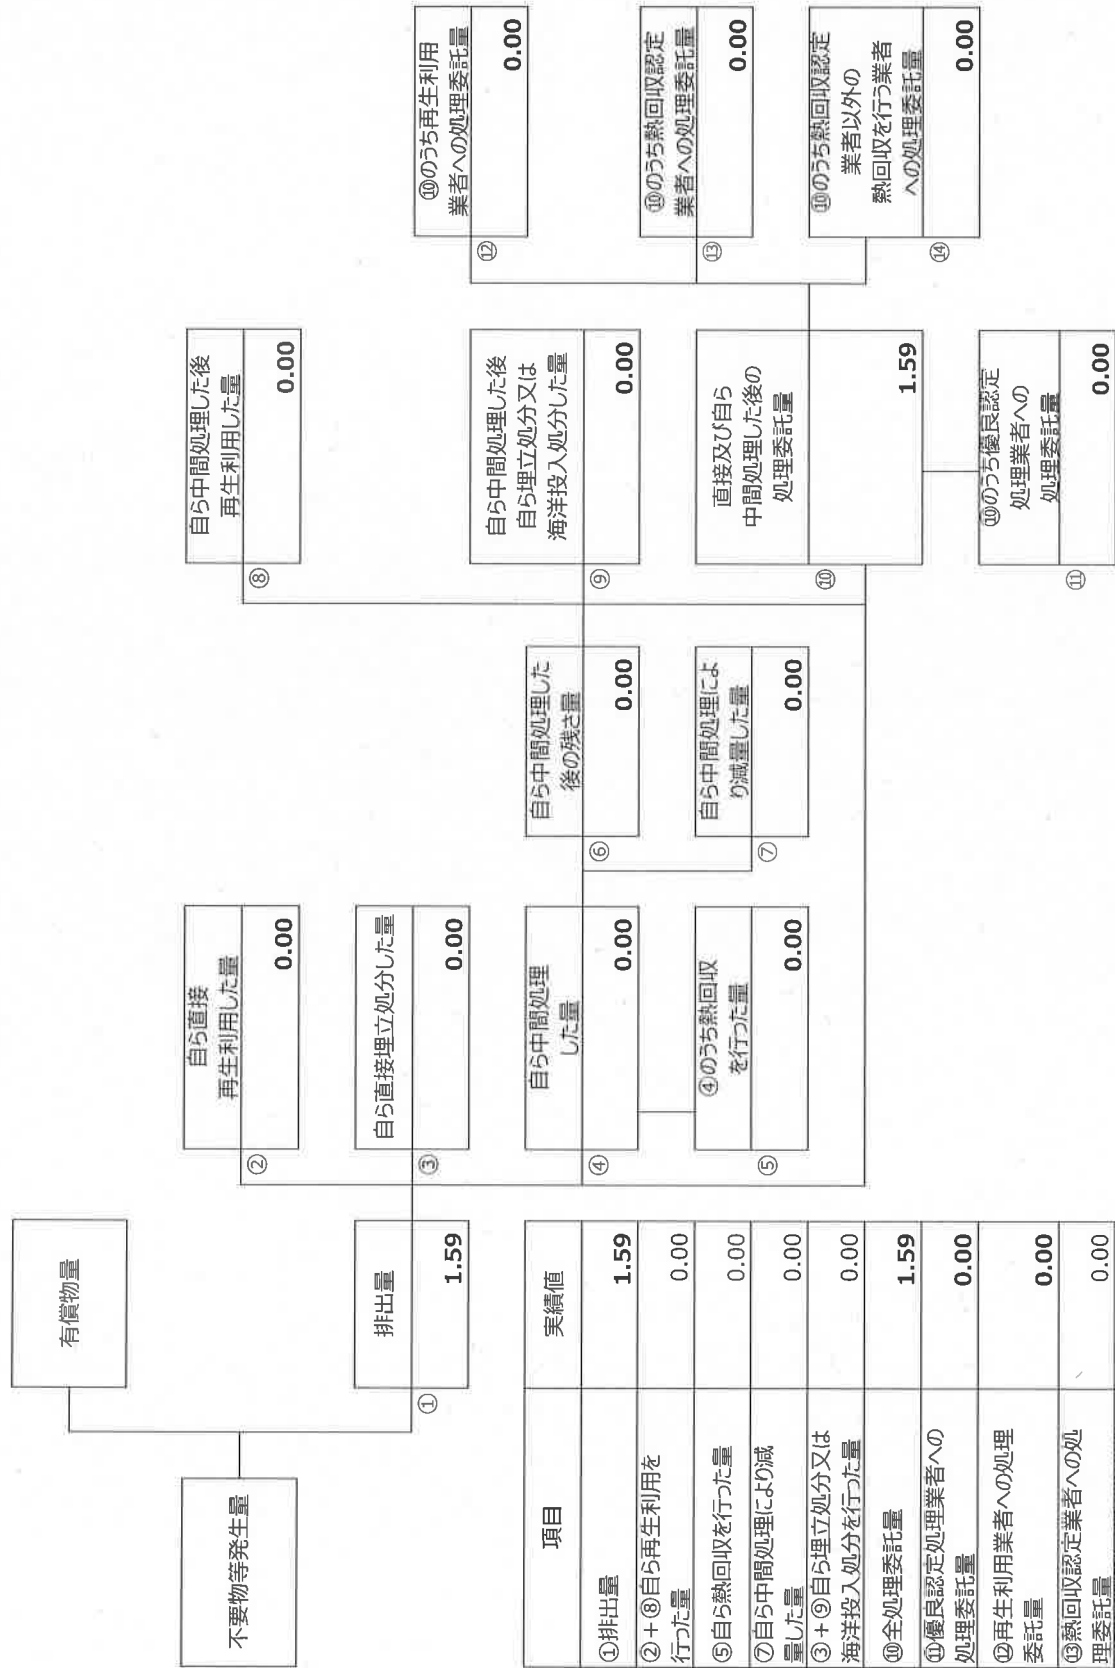 不要物等発生量
有償物量
①
排出量
1.59
②
自ら直接
再生利用した量
0.00
③
自ら直接埋立処分した量
0.00
④
自ら中間処理
した量
0.00
⑤
④のうち熱回収
を行った量
0.00
⑥
自ら中間処理した
後の残さ量
0.00
⑦
自ら中間処理によ
り減量した量
0.00
⑧
自ら中間処理した後
再生利用した量
0.00
⑨
自ら中間処理した後
自ら埋立処分又は
海洋投入処分した量
0.00
⑩
直接及び自ら
中間処理した後の
処理委託量
1.59
⑪
⑩のうち優良認定
処理業者への
処理委託量
0.00
⑫
⑩のうち再生利用
業者への処理委託量
0.00
⑬
⑩のうち熱回収認定
業者への処理委託量
0.00
⑭
⑩のうち熱回収認定
業者以外の
熱回収を行う業者
への処理委託量
0.00
項目 実績値
①排出量 1.59
②+⑧自ら再生利用を
行った量 0.00
⑤自ら熱回収を行った量 0.00
⑦自ら中間処理により減
量した量 0.00
③+⑨自ら埋立処分又は
海洋投入処分を行った量 0.00
⑩全処理委託量 1.59
⑪優良認定処理業者への
処理委託量 0.00
⑫再生利用業者への処理
委託量 0.00
⑬熱回収認定業者への処
理委託量 0.00